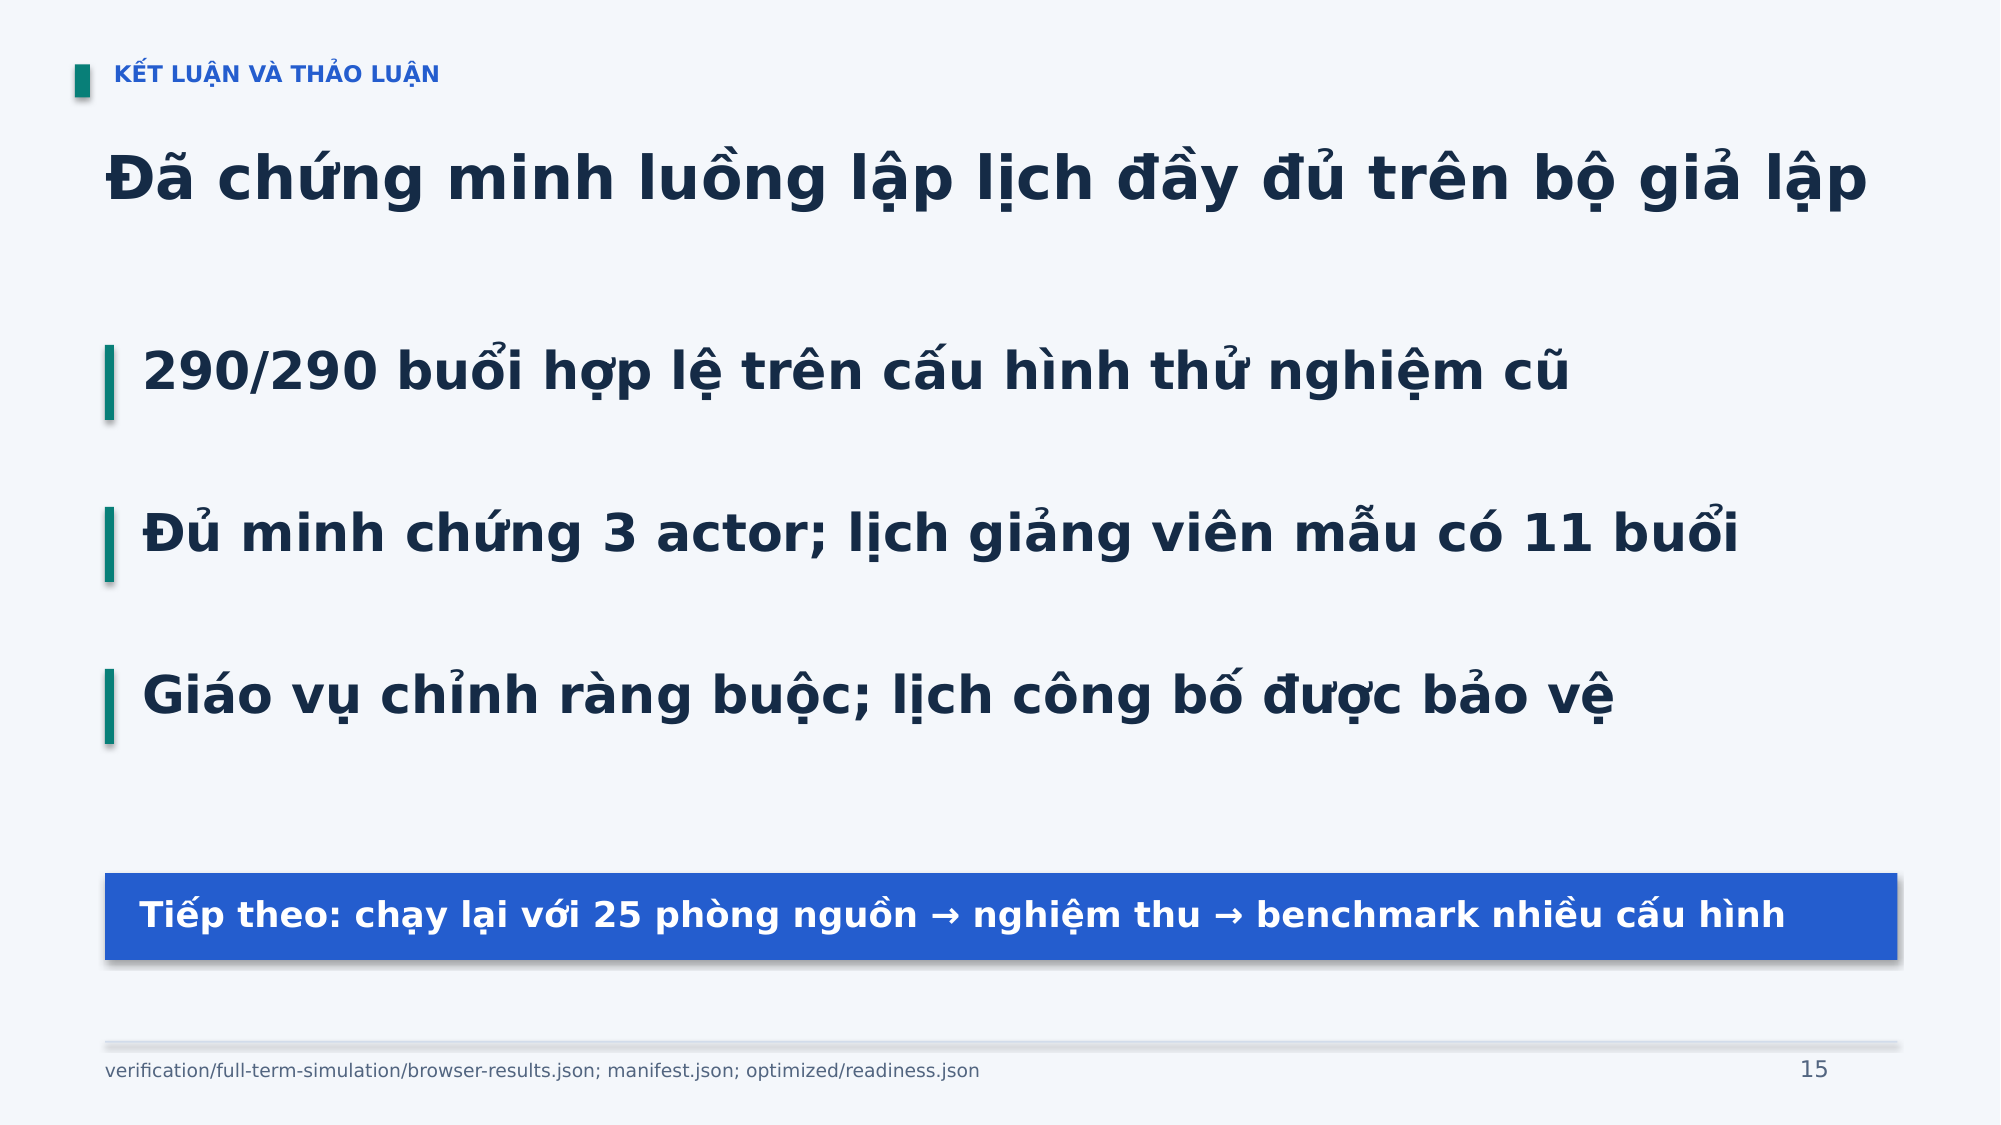 KẾT LUẬN VÀ THẢO LUẬN
Đã chứng minh luồng lập lịch đầy đủ trên bộ giả lập
290/290 buổi hợp lệ trên cấu hình thử nghiệm cũ
Đủ minh chứng 3 actor; lịch giảng viên mẫu có 11 buổi
Giáo vụ chỉnh ràng buộc; lịch công bố được bảo vệ
Tiếp theo: chạy lại với 25 phòng nguồn → nghiệm thu → benchmark nhiều cấu hình
verification/full-term-simulation/browser-results.json; manifest.json; optimized/readiness.json
15